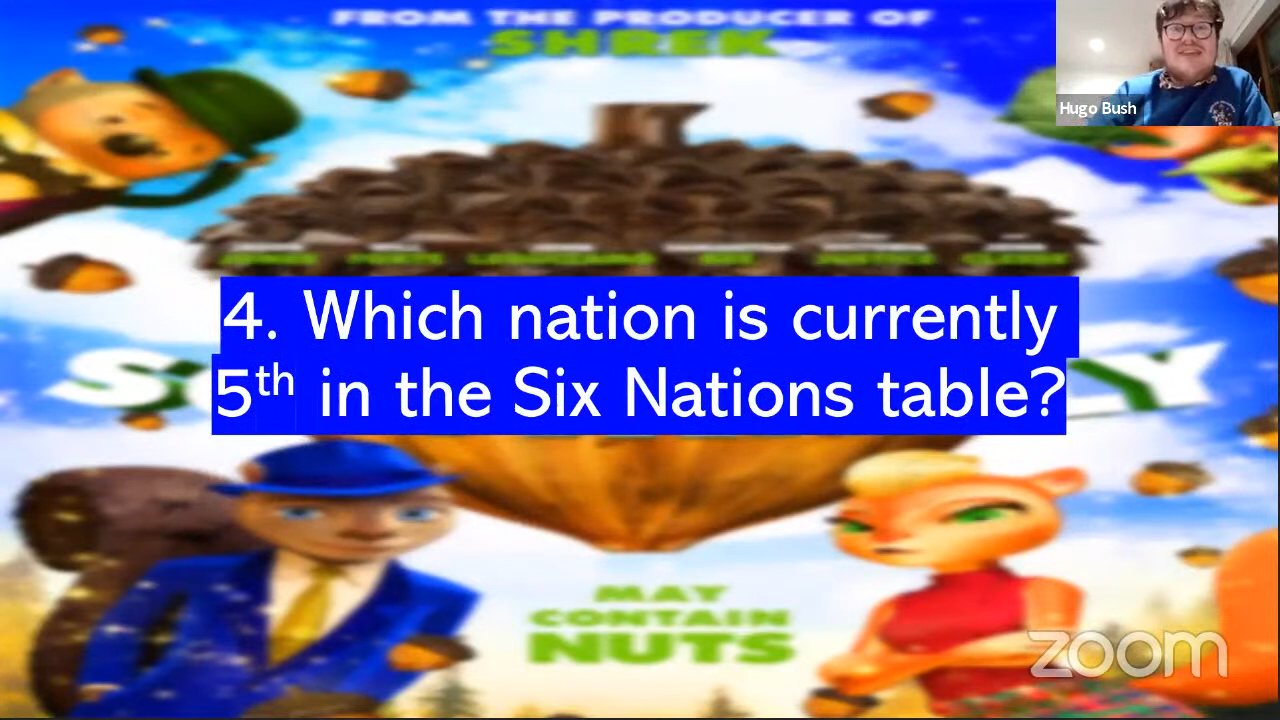 FROM THE PRODUCER OF
SHREK
Hugo Bush
4. Which nation is currently
5th in the Six Nations table?
MAY
CONTAIN
NUTS
zoom